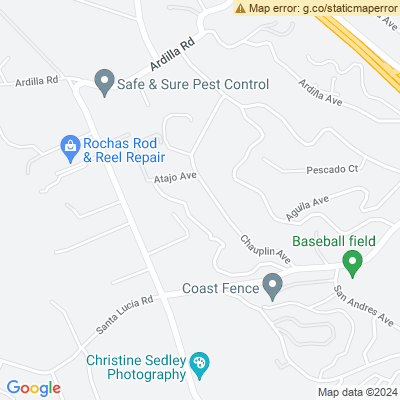 Map error: g.co/staticmaperror
Ardilla Rd
Ardilla Rd
Safe & Sure Pest Control
Ardilla Ave
Rochas Rod
& Reel Repair
Pescado Ct
Atajo Ave
Aguila Ave
Chauplin Ave
Baseball field
Coast Fence
San Andres Ave
Santa Lucia Rd
Christine Sedley
Photography
Google
Map data ©2024